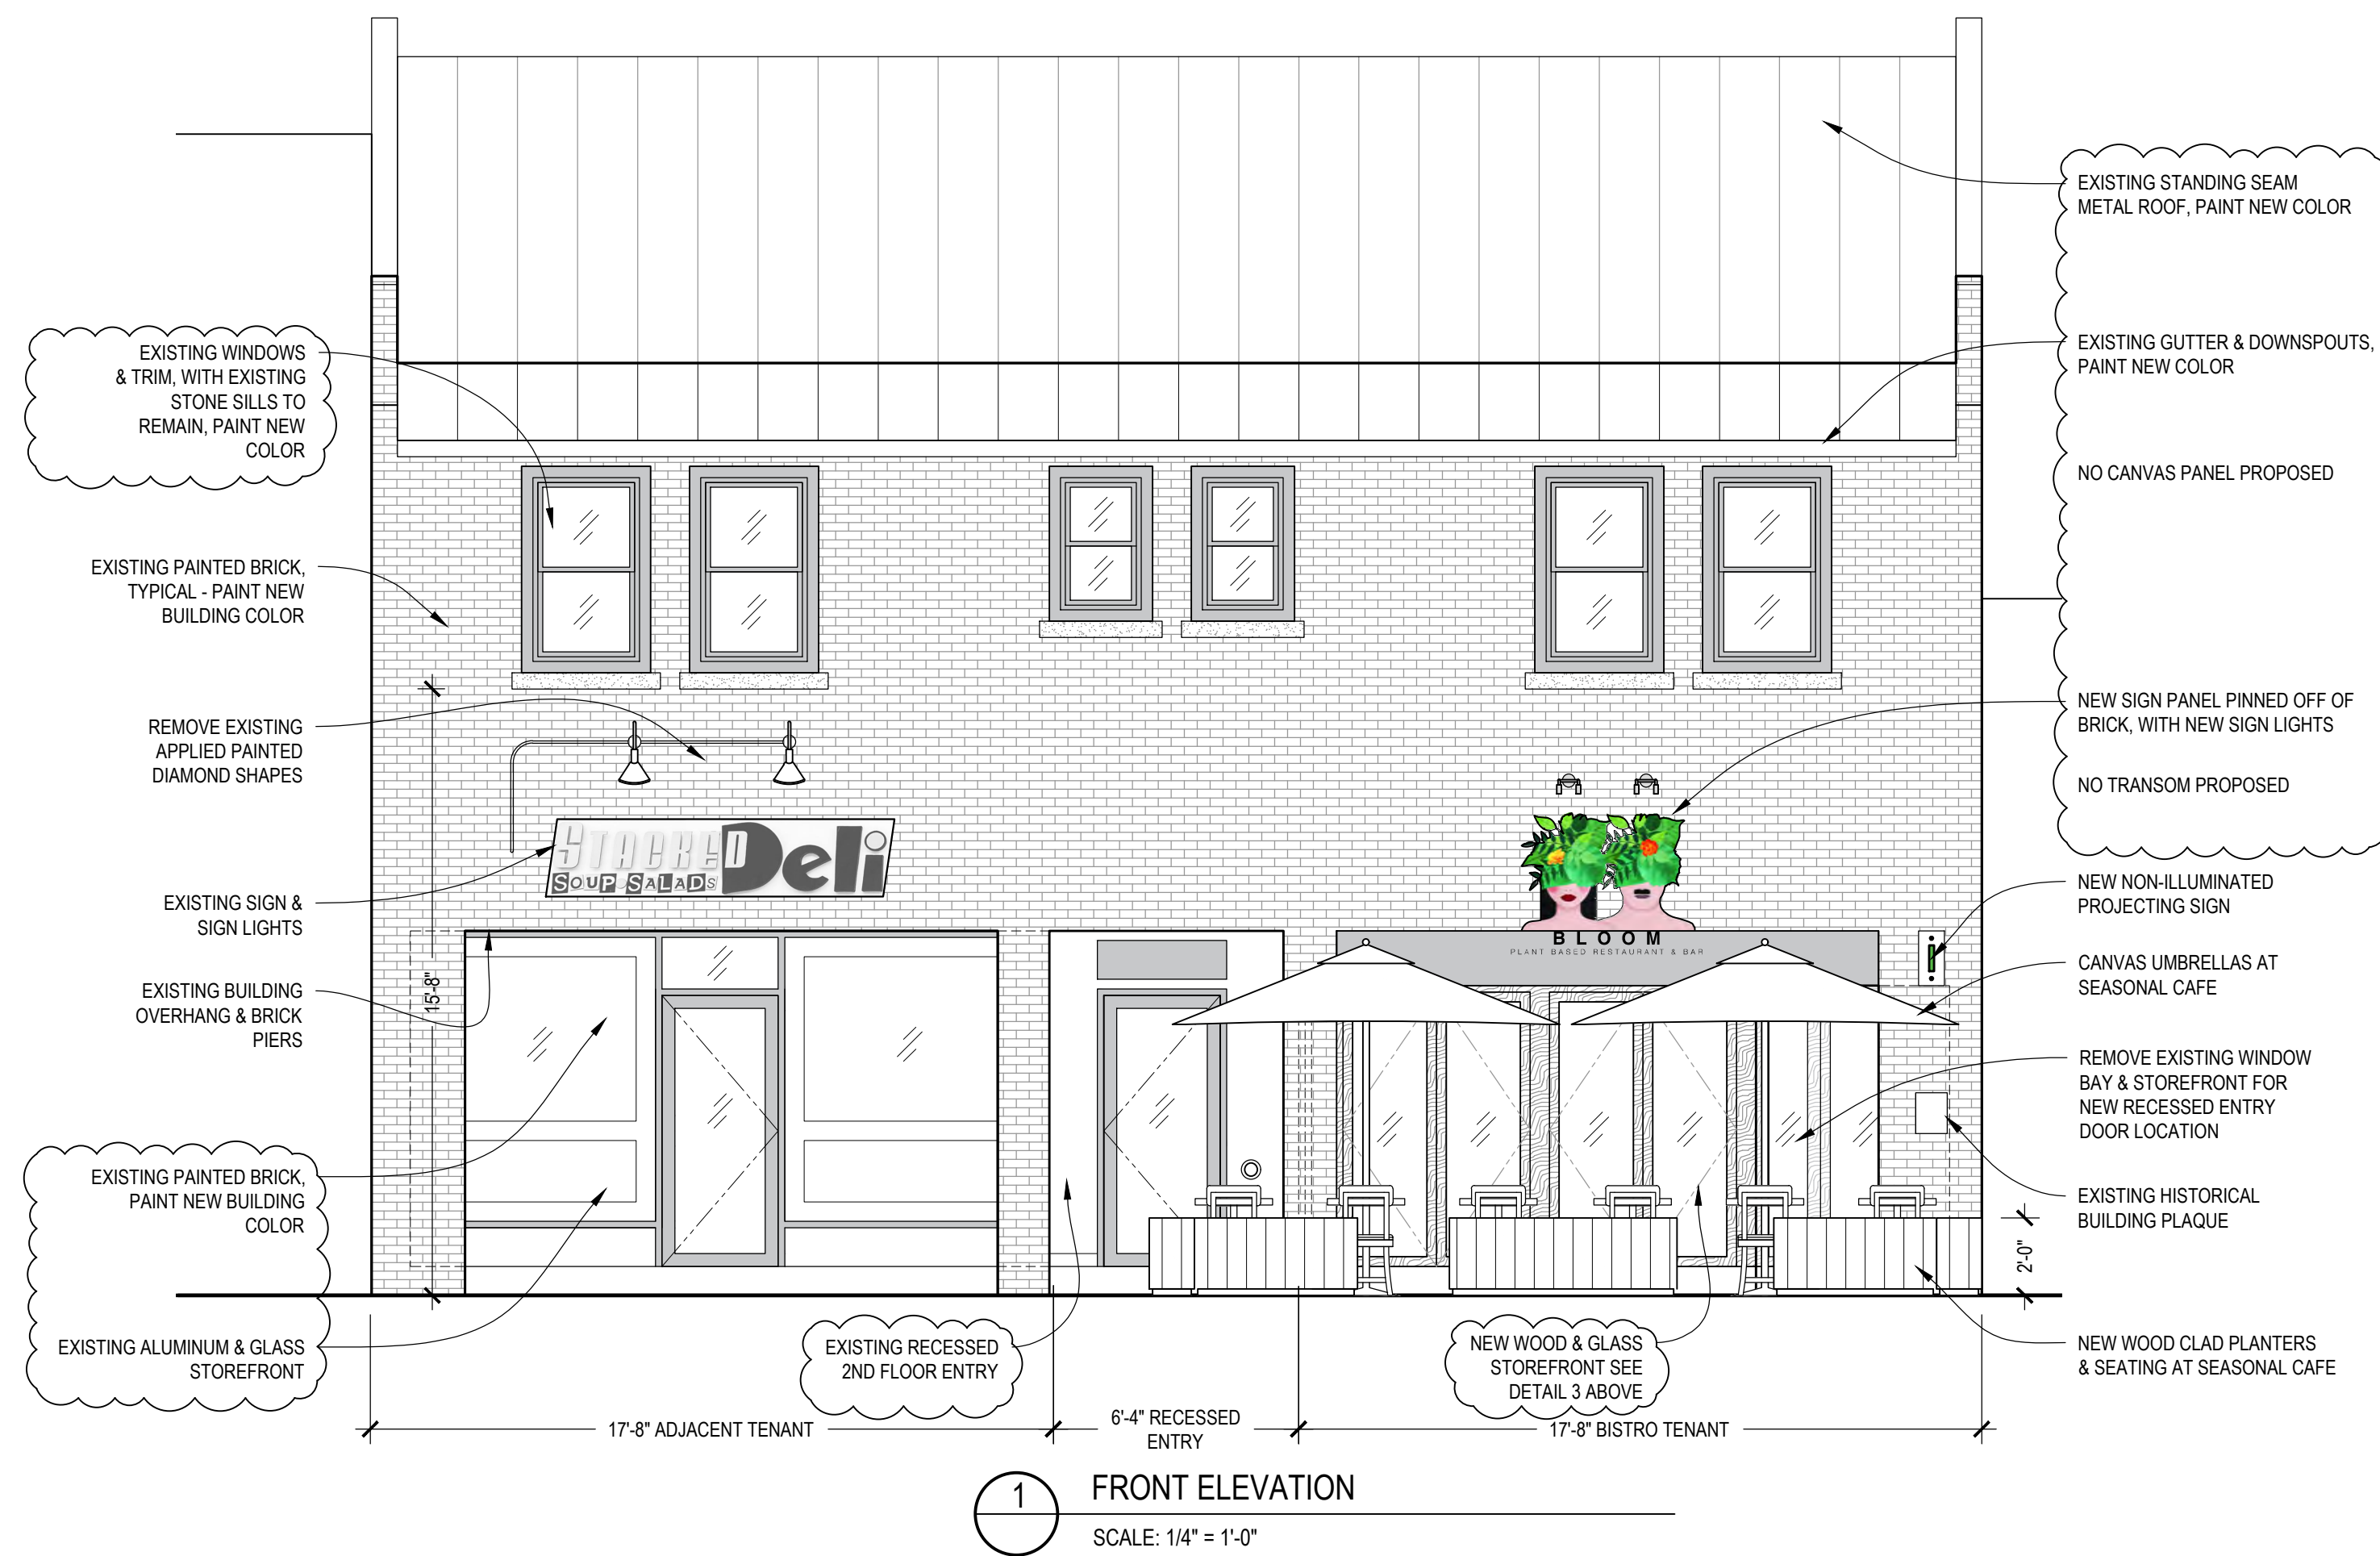 EXISTING WINDOWS
& TRIM, WITH EXISTING
STONE SILLS TO
REMAIN, PAINT NEW
COLOR
EXISTING PAINTED BRICK,
TYPICAL - PAINT NEW
BUILDING COLOR
REMOVE EXISTING
APPLIED PAINTED
DIAMOND SHAPES
EXISTING SIGN &
SIGN LIGHTS
EXISTING BUILDING
OVERHANG & BRICK
PIERS
EXISTING PAINTED BRICK,
PAINT NEW BUILDING
COLOR
EXISTING ALUMINUM & GLASS
STOREFRONT
15'-8"
STACKED Deli
SOUP SALADS
BLOOM
PLANT BASED RESTAURANT & BAR
EXISTING STANDING SEAM
METAL ROOF, PAINT NEW COLOR
EXISTING GUTTER & DOWNSPOUTS,
PAINT NEW COLOR
NO CANVAS PANEL PROPOSED
NEW SIGN PANEL PINNED OFF OF
BRICK, WITH NEW SIGN LIGHTS
NO TRANSOM PROPOSED
NEW NON-ILLUMINATED
PROJECTING SIGN
CANVAS UMBRELLAS AT
SEASONAL CAFE
REMOVE EXISTING WINDOW
BAY & STOREFRONT FOR
NEW RECESSED ENTRY
DOOR LOCATION
EXISTING HISTORICAL
BUILDING PLAQUE
2'-0"
NEW WOOD CLAD PLANTERS
& SEATING AT SEASONAL CAFE
EXISTING RECESSED
2ND FLOOR ENTRY
NEW WOOD & GLASS
STOREFRONT SEE
DETAIL 3 ABOVE
17'-8" ADJACENT TENANT
6'-4" RECESSED
ENTRY
17'-8" BISTRO TENANT
1
FRONT ELEVATION
SCALE: 1/4" = 1'-0"